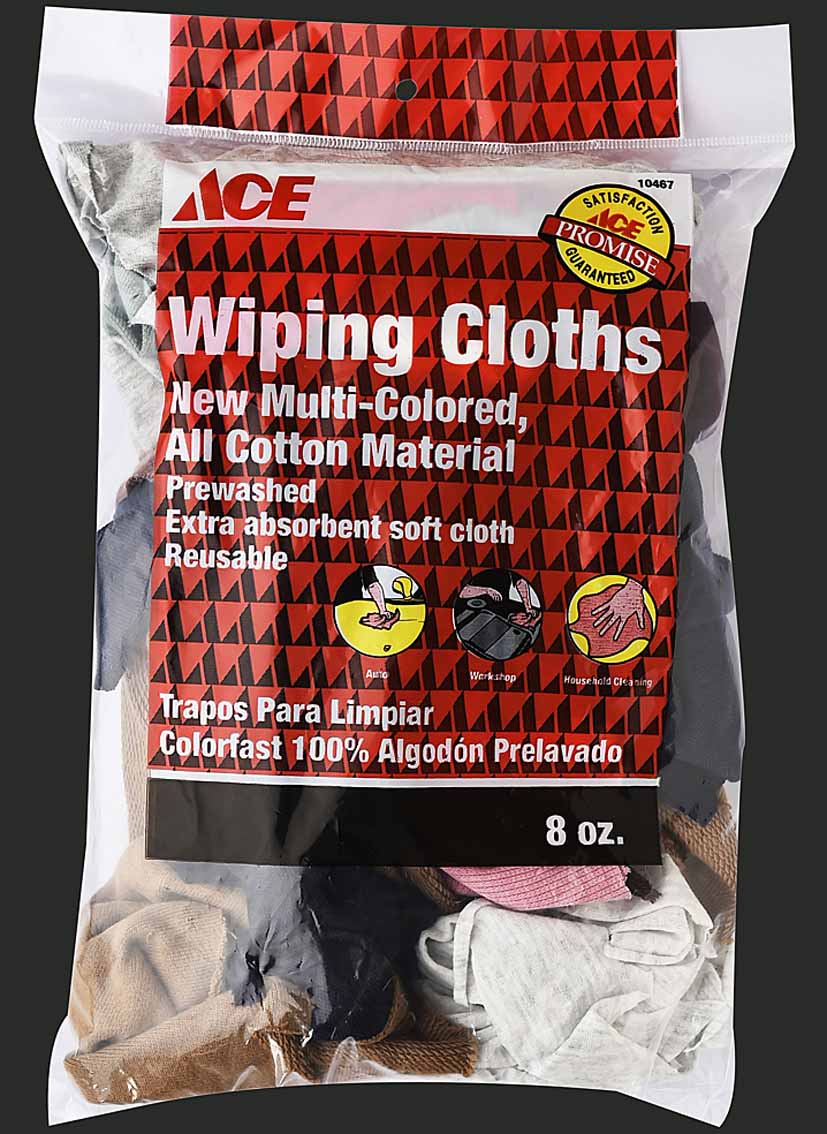 ACE
10467
SATISFACTION
ACE
PROMISE
GUARANTEED
Wiping Cloths
New Multi-Colored,
All Cotton Material
Prewashed
Extra absorbent soft cloth
Reusable
Auto
Workshop
Household Cleaning
Trapos Para Limpiar
Colorfast 100% Algodón Prelavado
8 oz.